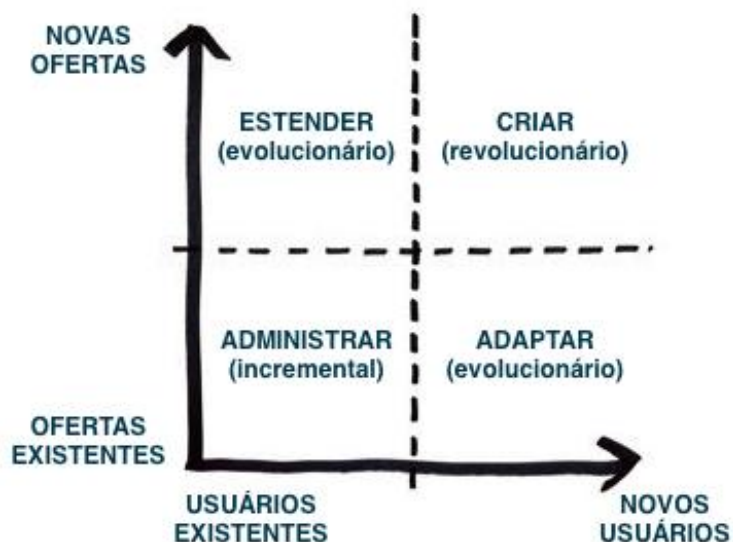 NOVAS
OFERTAS
ESTENDER
(evolucionário)
CRIAR
(revolucionário)
ADMINISTRAR
(incremental)
ADAPTAR
(evolucionário)
OFERTAS
EXISTENTES
USUÁRIOS
EXISTENTES
NOVOS
USUÁRIOS